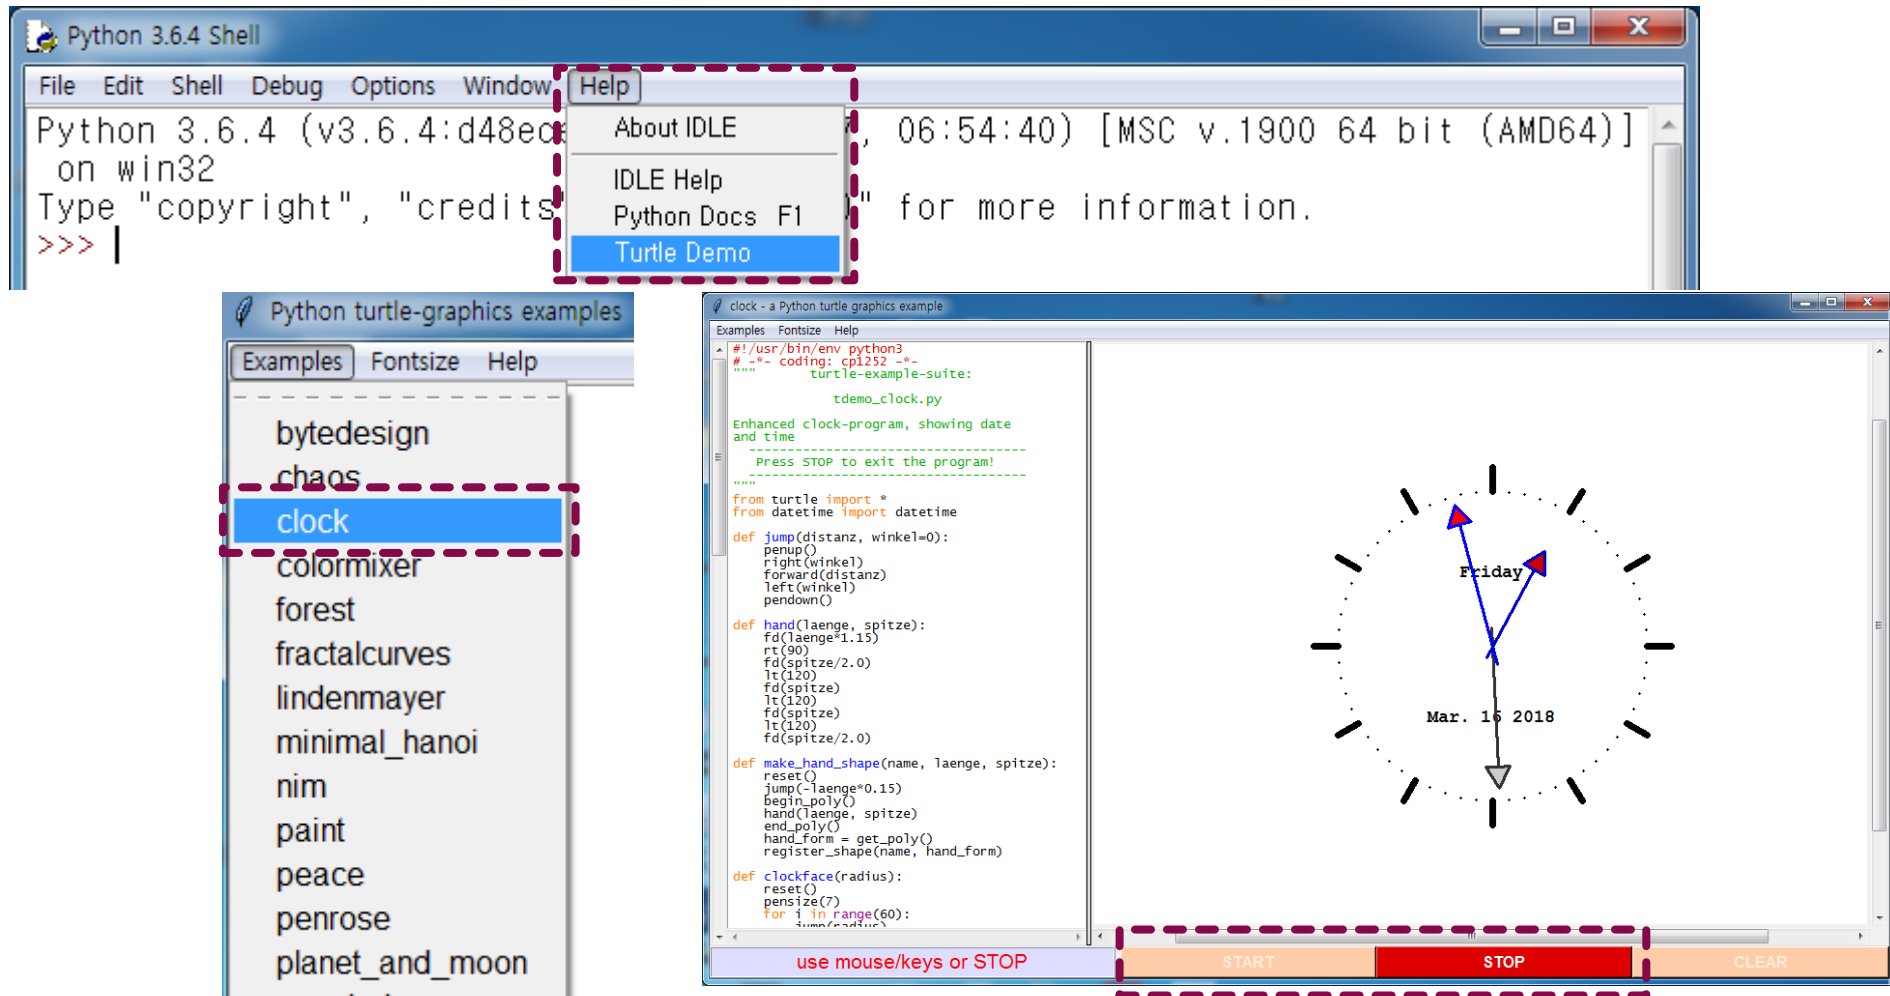 Python 3.6.4 Shell
File Edit Shell Debug Options Window Help
Python 3.6.4 (v3.6.4:d48ece , 06:54:40) [MSC v.1900 64 bit (AMD64)]
on win32
Type "copyright", "credits" )" for more information.
>>>
About IDLE
IDLE Help
Python Docs F1
Turtle Demo
Python turtle-graphics examples
Examples Fontsize Help
bytedesign
chaos
clock
colormixer
forest
fractalcurves
lindenmayer
minimal_hanoi
nim
paint
peace
penrose
planet_and_moon
clock - a Python turtle graphics example
Examples Fontsize Help
#!/usr/bin/env python3
# -*- coding: cp1252 -*-
""" turtle-example-suite:
tdemo_clock.py
Enhanced clock-program, showing date
and time
------------------------------------
Press STOP to exit the program!
------------------------------------
"""
from turtle import *
from datetime import datetime
def jump(distanz, winkel=0):
penup()
right(winkel)
forward(distanz)
left(winkel)
pendown()
def hand(laenge, spitze):
fd(laenge*1.15)
rt(90)
fd(spitze/2.0)
lt(120)
fd(spitze)
lt(120)
fd(spitze)
lt(120)
fd(spitze/2.0)
def make_hand_shape(name, laenge, spitze):
reset()
jump(-laenge*0.15)
begin_poly()
hand(laenge, spitze)
end_poly()
hand_form = get_poly()
register_shape(name, hand_form)
def clockface(radius):
reset()
pensize(7)
for i in range(60):
jump(radius)
Friday
Mar. 16 2018
use mouse/keys or STOP
START
STOP
CLEAR